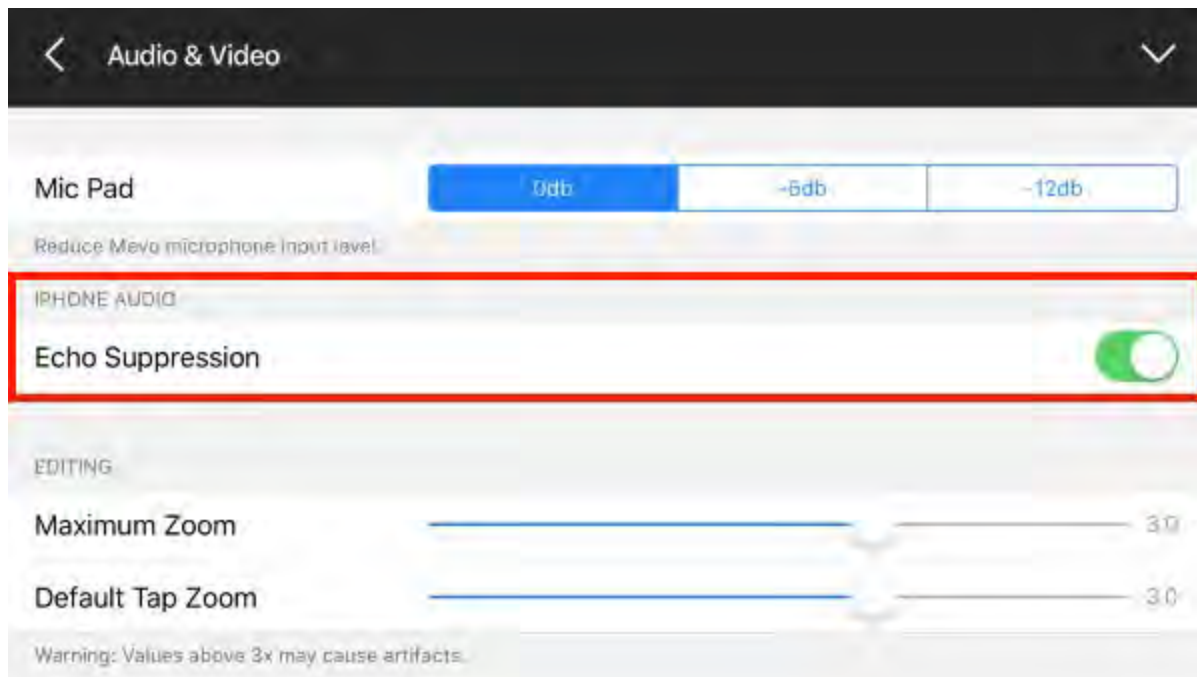 Audio & Video
Mic Pad
0db
-6db
-12db
Reduce Mevo microphone input level.
IPHONE AUDIO
Echo Suppression
EDITING
Maximum Zoom
3.0
Default Tap Zoom
3.0
Warning: Values above 3x may cause artifacts.